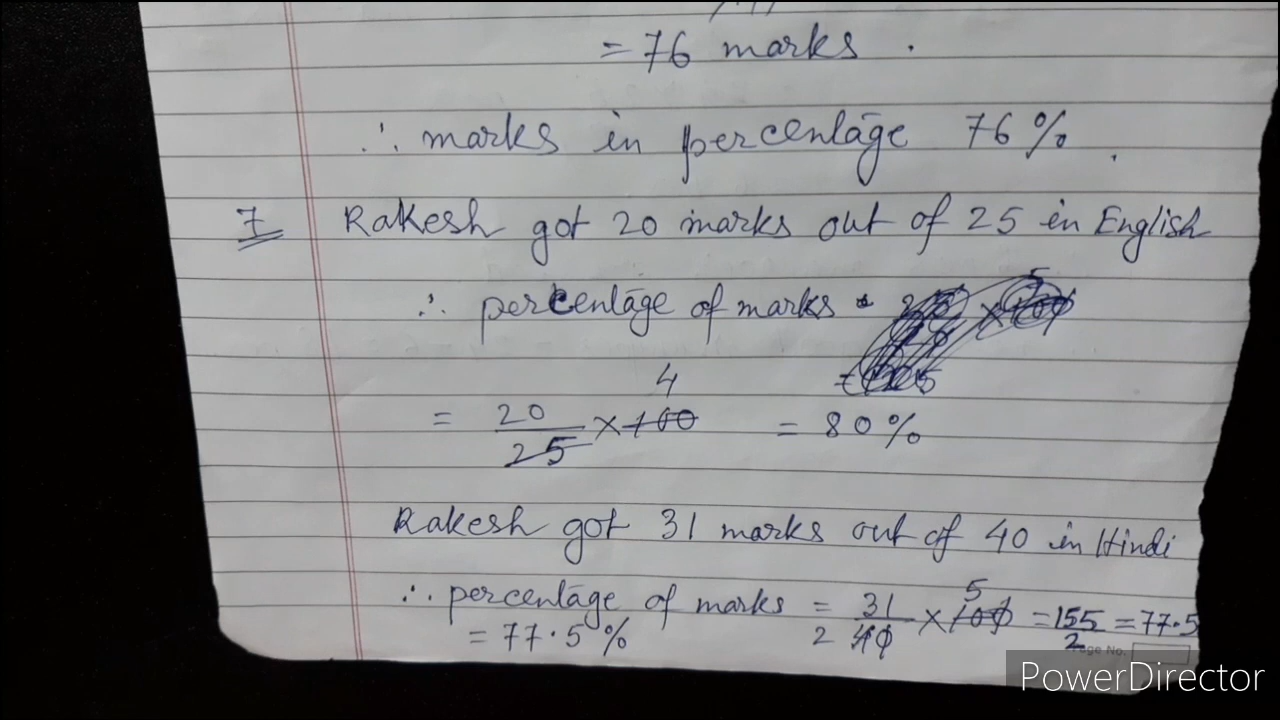 = 76 marks .
∴ marks in percentage 76% .
7 Rakesh got 20 marks out of 25 in English
∴ percentage of marks
4
= 20/25 × 100 = 80%
Rakesh got 31 marks out of 40 in Hindi
5
∴ percentage of marks = 31/40 × 100 = 155/2 = 77.5
= 77.5% 2
Page No.
PowerDirector